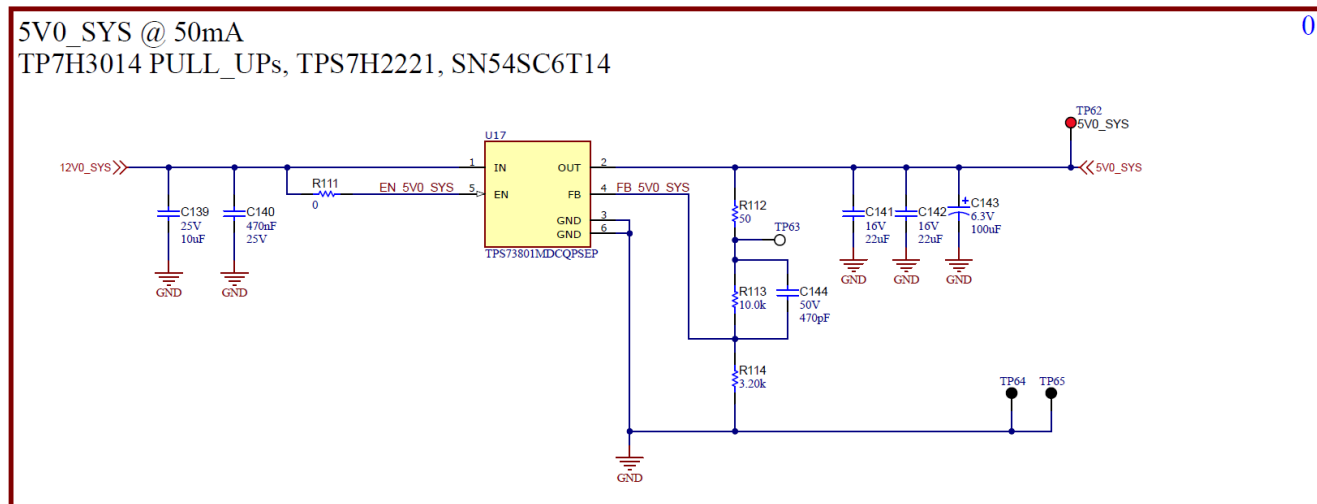 5V0_SYS @ 50mA
0
TP7H3014 PULL_UPs, TPS7H2221, SN54SC6T14
TP62
5V0_SYS
U17
12V0_SYS
1
IN
OUT
2
5V0_SYS
R111
0
EN_5V0_SYS
5
EN
FB
4
FB_5V0_SYS
C139
25V
10uF
C140
470nF
25V
GND
3
GND
6
TPS73801MDCQPSEP
R112
50
TP63
C141
16V
22uF
C142
16V
22uF
C143
6.3V
100uF
+
GND
GND
GND
GND
GND
R113
10.0k
C144
50V
470pF
R114
3.20k
TP64
TP65
GND